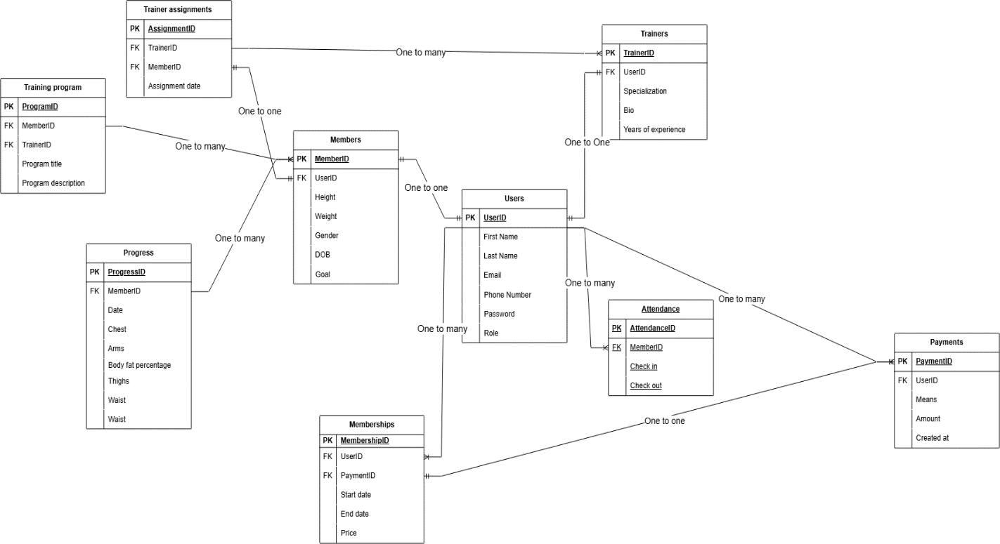 Trainer assignments
PK AssignmentID
FK TrainerID
FK MemberID
Assignment date
One to many
Trainers
PK TrainerID
FK UserID
Specialization
Bio
Years of experience
One to One
Training program
PK ProgramID
FK MemberID
FK TrainerID
Program title
Program description
One to one
One to many
Members
PK MemberID
FK UserID
Height
Weight
Gender
DOB
Goal
One to one
Users
PK UserID
First Name
Last Name
Email
Phone Number
Password
Role
One to many
Progress
PK ProgressID
FK MemberID
Date
Chest
Arms
Body fat percentage
Thighs
Waist
Waist
One to many
One to many
One to many
Attendance
PK AttendanceID
FK MemberID
Check in
Check out
Payments
PK PaymentID
FK UserID
Means
Amount
Created at
One to one
Memberships
PK MembershipID
FK UserID
FK PaymentID
Start date
End date
Price